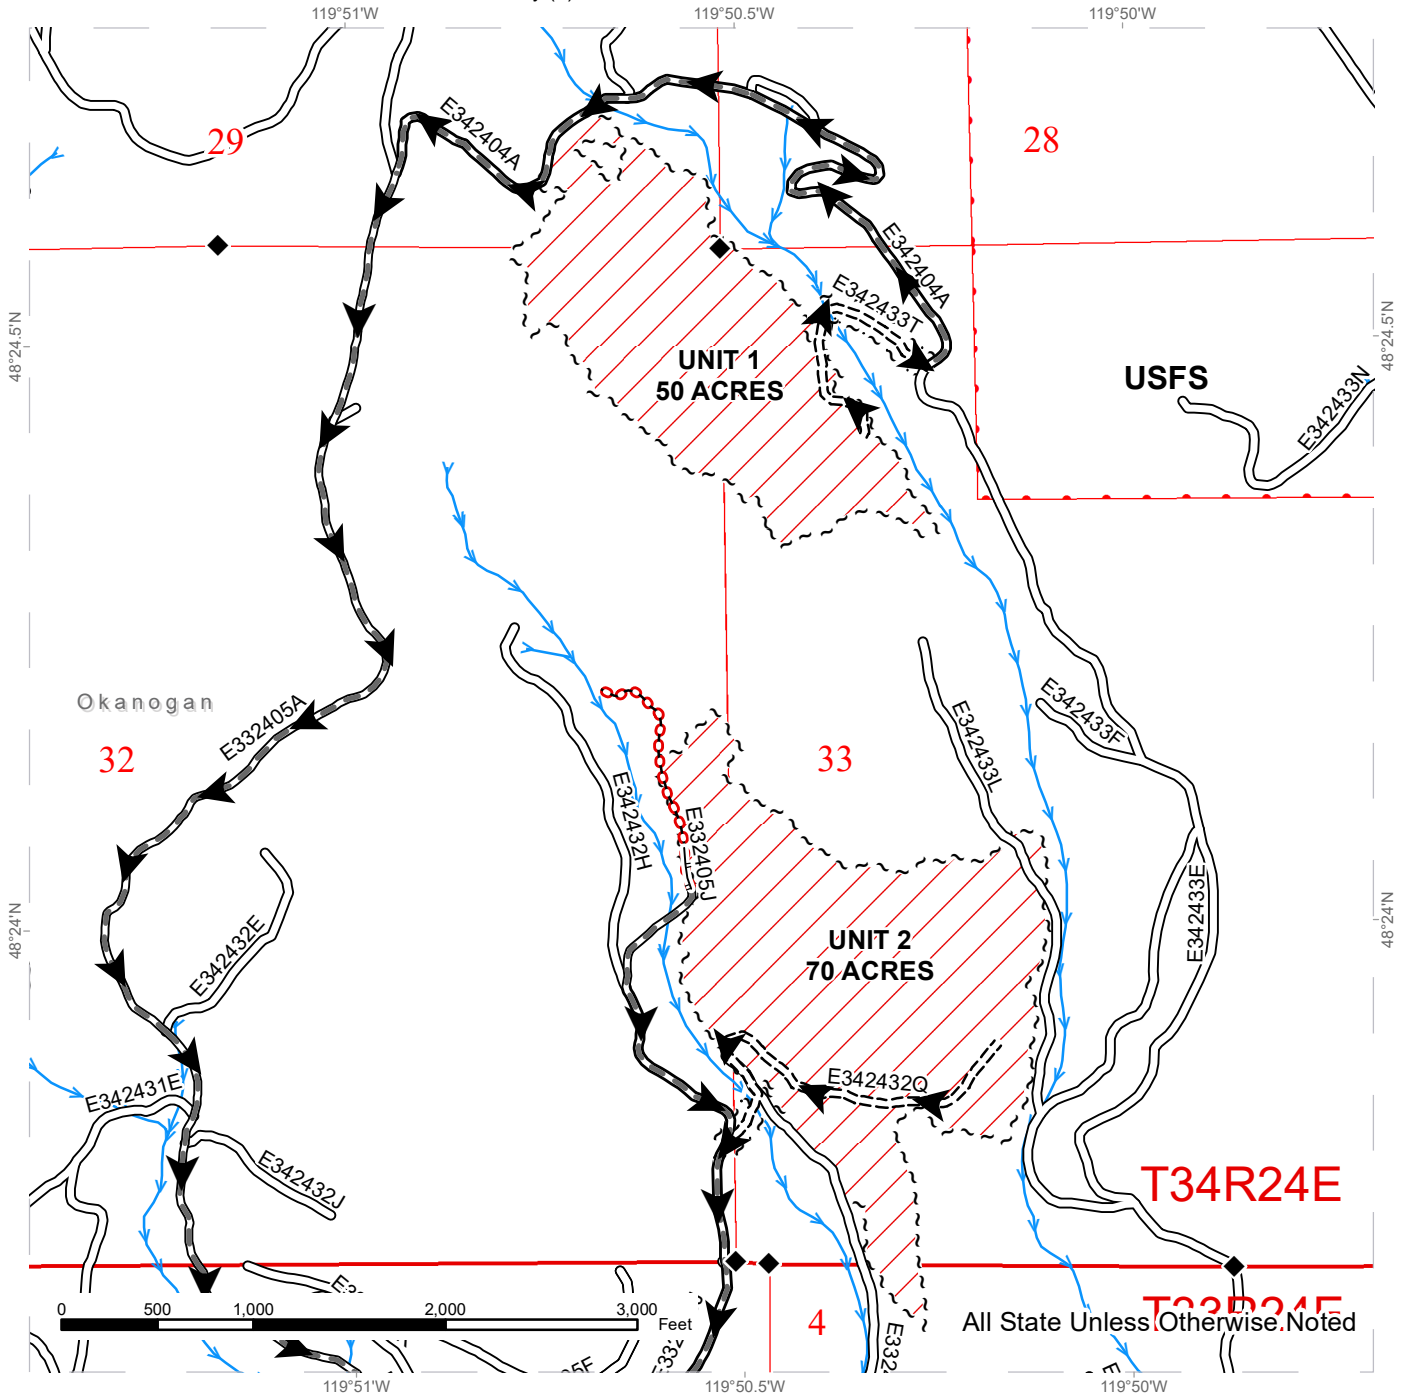 119°51'W
119°50.5'W
119°50'W
29
E342404A
28
E342404A
E342433T
48°24.5'N
48°24.5'N
UNIT 1
50 ACRES
USFS
E342433N
Okanogan
E332405A
32
33
E342433F
E342433L
E342432H
E332405J
E342433E
E342432E
48°24'N
48°24'N
UNIT 2
70 ACRES
E342432Q
E342431E
E342432J
T34R24E
0 500 1,000 2,000 3,000
Feet
4
All State Unless Otherwise Noted
119°51'W
119°50.5'W
119°50'W